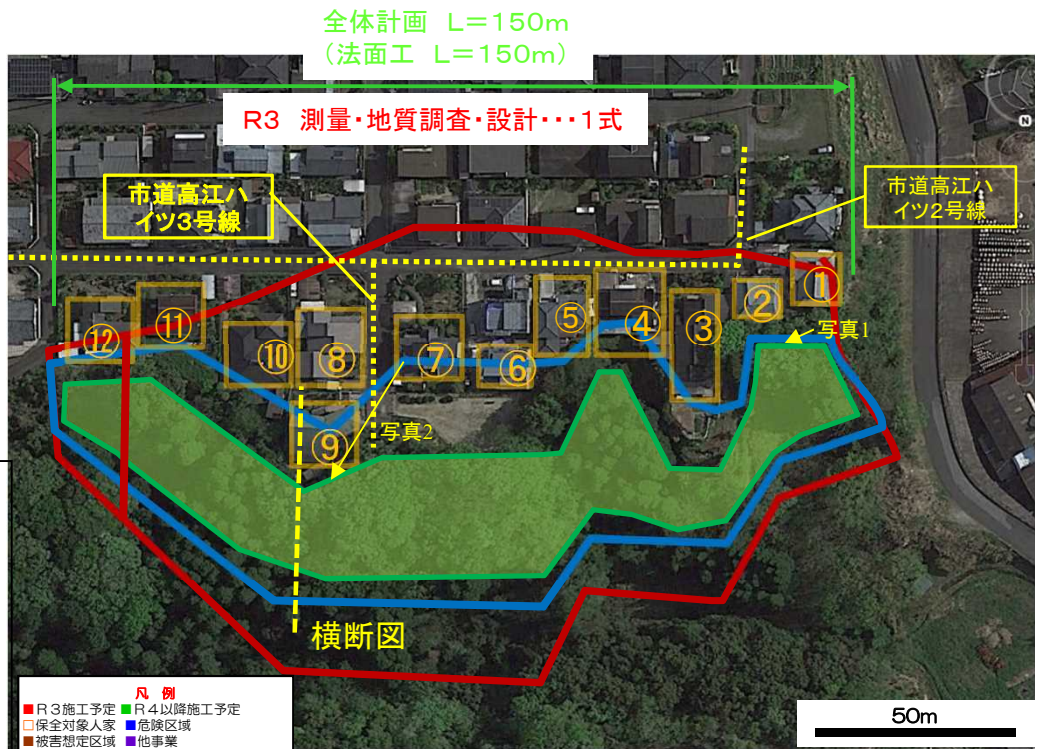 全体計画 L=150m
(法面工 L=150m)
R3 測量・地質調査・設計・・・1式
市道高江ハ
イツ3号線
市道高江ハ
イツ2号線
N
①
②
写真1
③
④
⑤
⑥
⑦
⑧
⑩
⑪
⑫
⑨
写真2
横断図
凡 例
■R3施工予定 ■R4以降施工予定
□保全対象人家 ■危険区域
■被害想定区域 ■他事業
50m